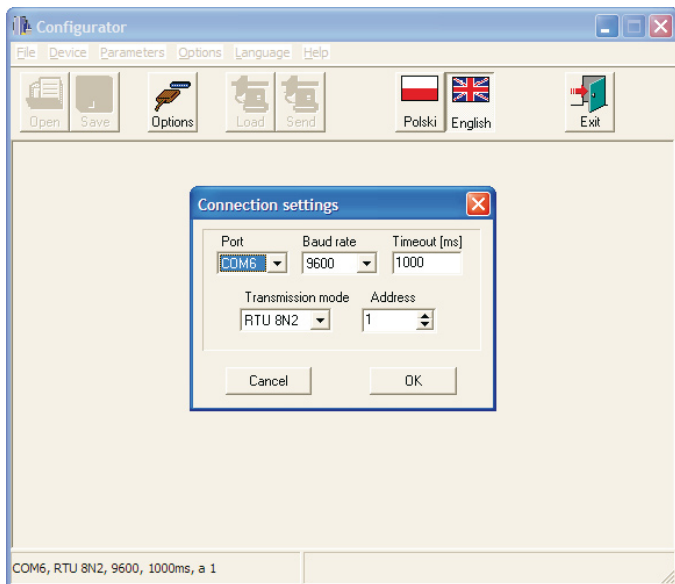 Configurator
File Device Parameters Options Language Help
Open Save Options Load Send Polski English Exit
Connection settings
Port Baud rate Timeout [ms]
COM6 9600 1000
Transmission mode Address
RTU 8N2 1
Cancel OK
COM6, RTU 8N2, 9600, 1000ms, a 1